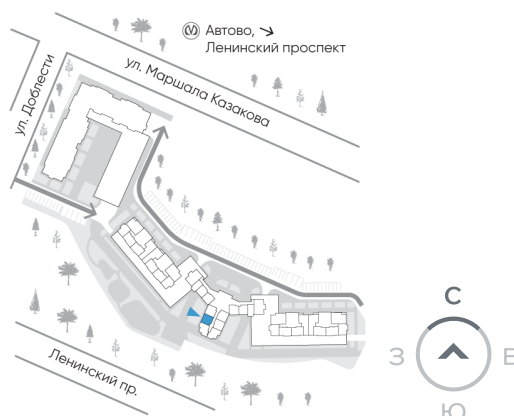 Автово, ↘
Ленинский проспект
ул. Маршала Казакова
ул. Доблести
Ленинский пр.
С
З
В
Ю